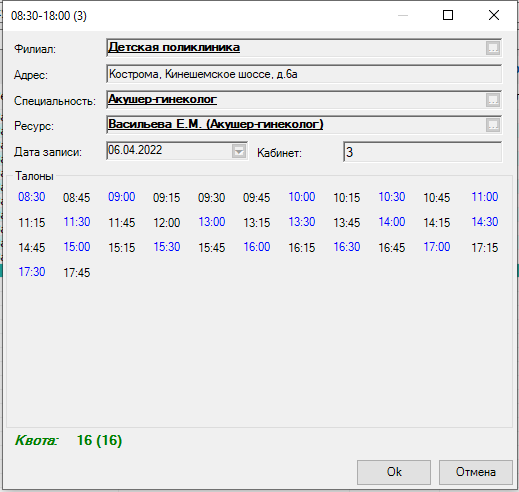 08:30-18:00 (3)
Филиал: Детская поликлиника
Адрес: Кострома, Кинешемское шоссе, д.6а
Специальность: Акушер-гинеколог
Ресурс: Васильева Е.М. (Акушер-гинеколог)
Дата записи: 06.04.2022 Кабинет: 3
Талоны
08:30 08:45 09:00 09:15 09:30 09:45 10:00 10:15 10:30 10:45 11:00
11:15 11:30 11:45 12:00 13:00 13:15 13:30 13:45 14:00 14:15 14:30
14:45 15:00 15:15 15:30 15:45 16:00 16:15 16:30 16:45 17:00 17:15
17:30 17:45
Квота: 16 (16)
Ok Отмена